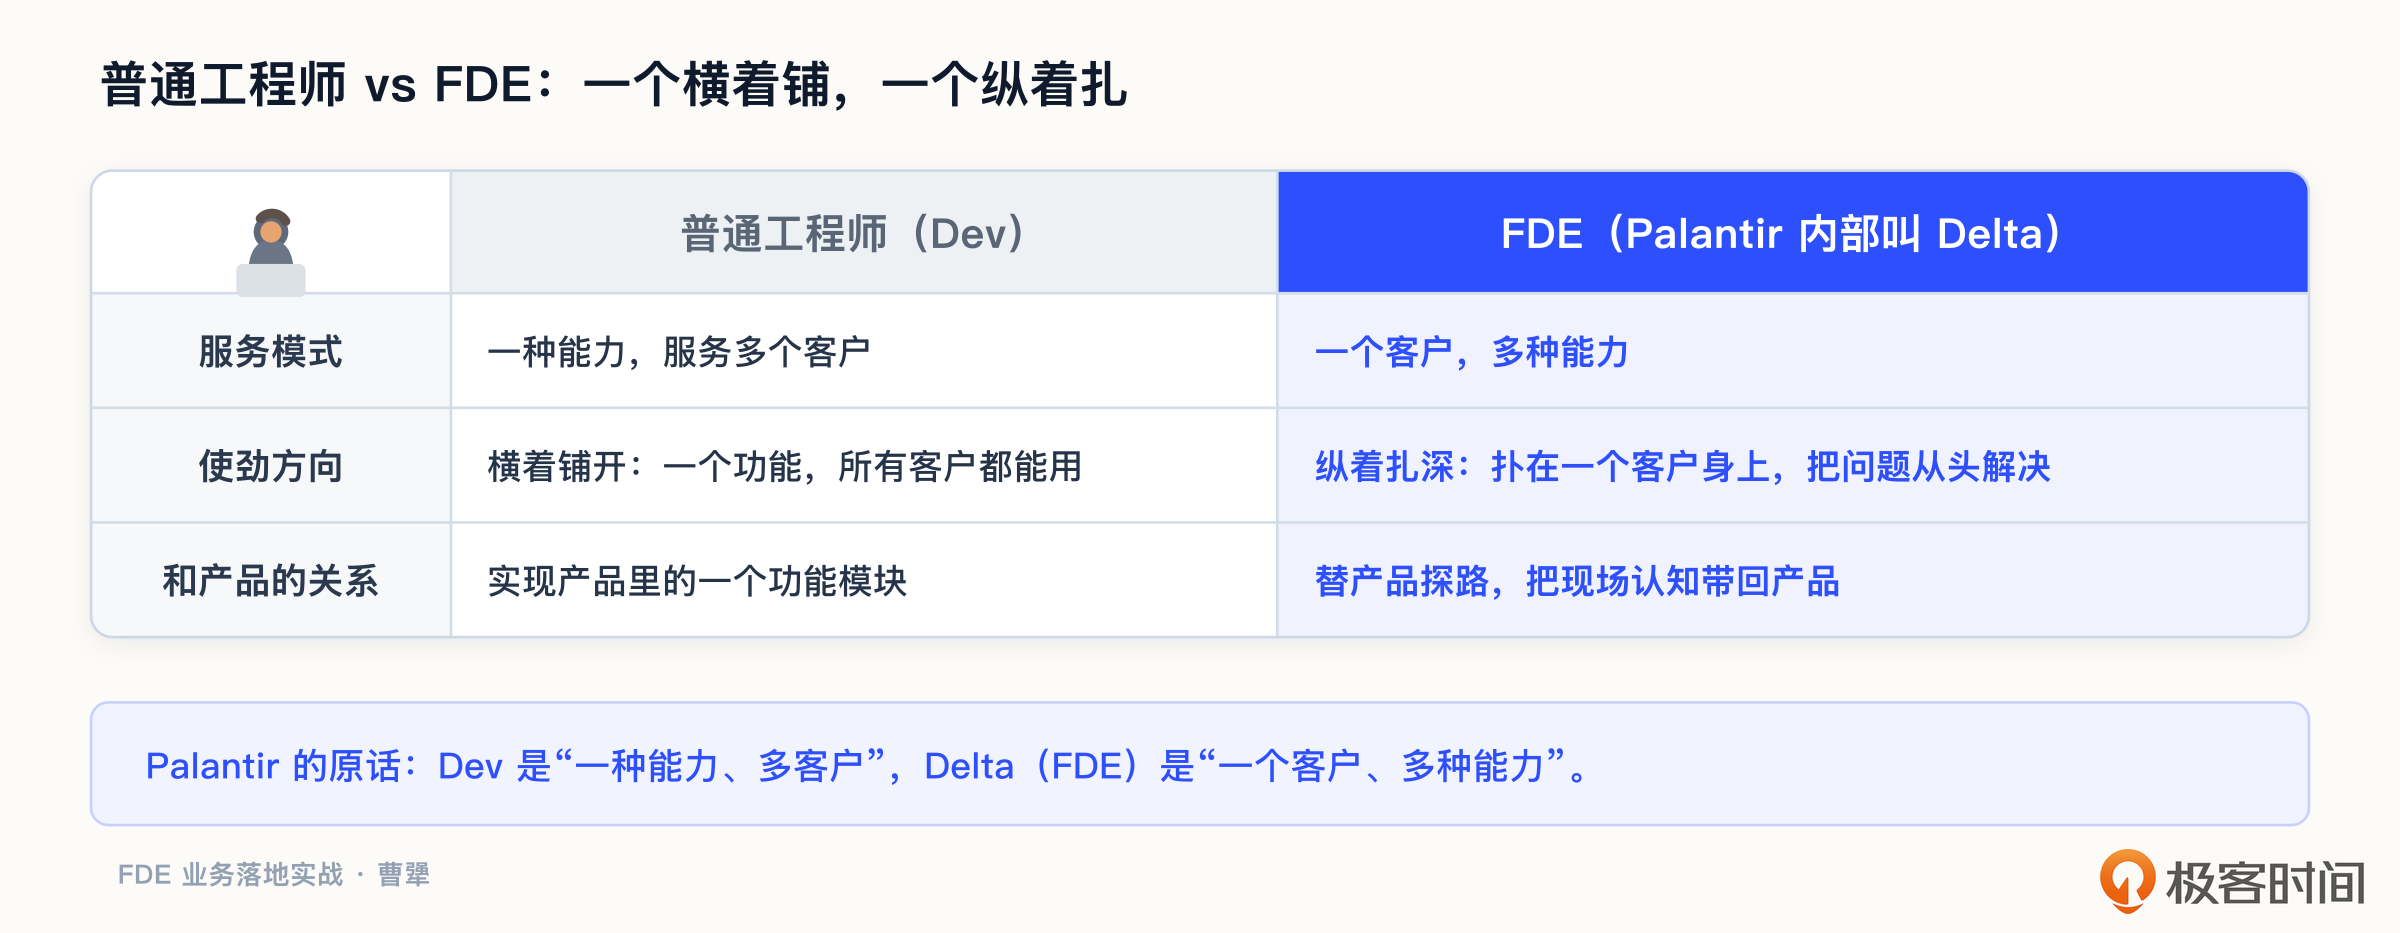 普通工程师 vs FDE：一个横着铺，一个纵着扎
普通工程师（Dev）
FDE（Palantir 内部叫 Delta）
服务模式
一种能力，服务多个客户
一个客户，多种能力
使劲方向
横着铺开：一个功能，所有客户都能用
纵着扎深：扑在一个客户身上，把问题从头解决
和产品的关系
实现产品里的一个功能模块
替产品探路，把现场认知带回产品
Palantir 的原话：Dev 是“一种能力、多客户”，Delta（FDE）是“一个客户、多种能力”。
FDE 业务落地实战 · 曹犟
极客时间